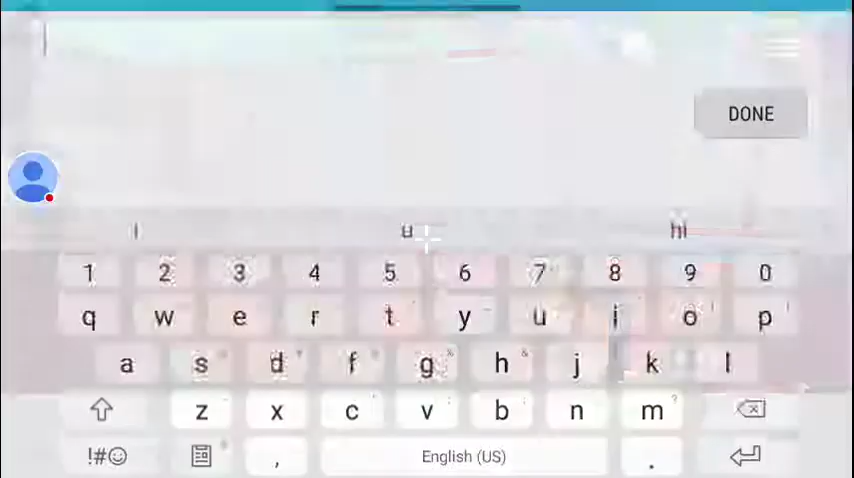 DONE
i u hi
1 2 3 4 5 6 7 8 9 0
q w e r t y u i o p
a s d f g h j k l
z x c v b n m
!#☺ , English (US) .